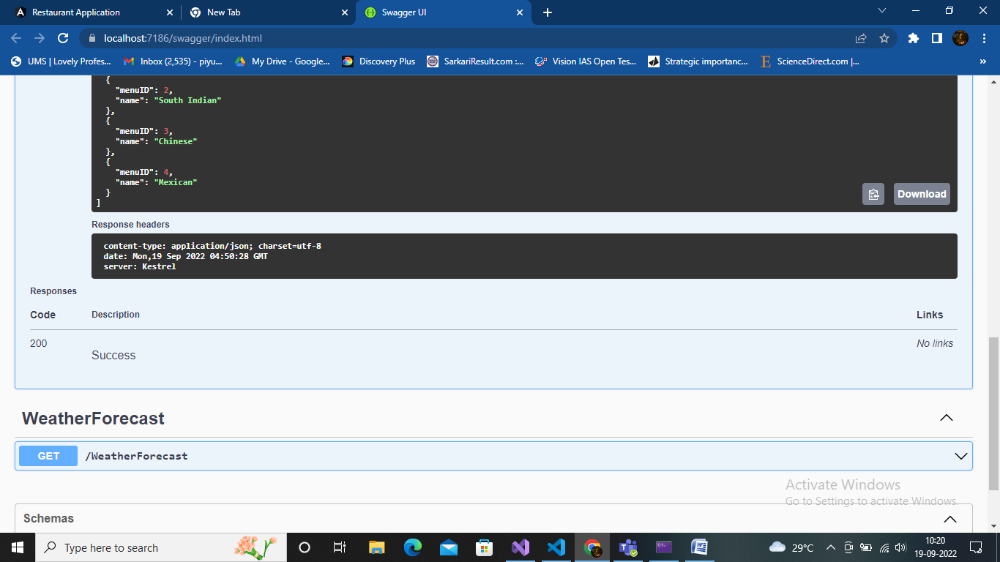 Restaurant Application
New Tab
Swagger UI
localhost:7186/swagger/index.html
UMS | Lovely Profes...
Inbox (2,535) - piyu...
My Drive - Google...
Discovery Plus
SarkariResult.com :...
Vision IAS Open Tes...
Strategic importanc...
ScienceDirect.com |...
»
{
"menuID": 2,
"name": "South Indian"
},
{
"menuID": 3,
"name": "Chinese"
},
{
"menuID": 4,
"name": "Mexican"
}
]
Download
Response headers
content-type: application/json; charset=utf-8
date: Mon,19 Sep 2022 04:50:28 GMT
server: Kestrel
Responses
Code Description Links
200 No links
Success
WeatherForecast
GET /WeatherForecast
Activate Windows
Go to Settings to activate Windows.
Schemas
Type here to search
29°C
10:20
19-09-2022